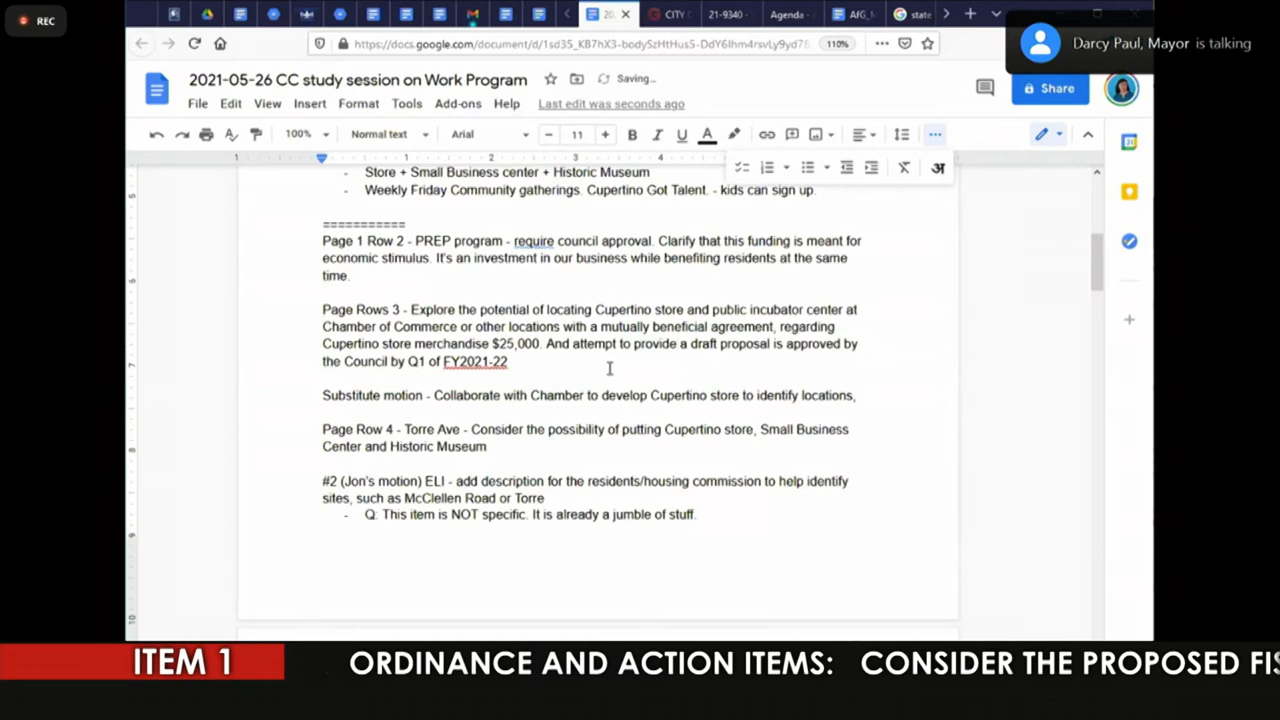 REC
20.
CITY C
21-9340 -
Agenda -
AfG_
state
Darcy Paul, Mayor is talking
https://docs.google.com/document/d/1sd35_KB7hX3-bodySzHtHus5-DdY6Ihm4rsvLy9yd76
110%
2021-05-26 CC study session on Work Program
Saving...
Share
File Edit View Insert Format Tools Add-ons Help Last edit was seconds ago
100% Normal text Arial 11 B I U A
1 1 2 3 4
- Store + Small Business center + Historic Museum
- Weekly Friday Community gatherings. Cupertino Got Talent. - kids can sign up.
===========
Page 1 Row 2 - PREP program - require council approval. Clarify that this funding is meant for
economic stimulus. It's an investment in our business while benefiting residents at the same
time.
Page Rows 3 - Explore the potential of locating Cupertino store and public incubator center at
Chamber of Commerce or other locations with a mutually beneficial agreement, regarding
Cupertino store merchandise $25,000. And attempt to provide a draft proposal is approved by
the Council by Q1 of FY2021-22
Substitute motion - Collaborate with Chamber to develop Cupertino store to identify locations,
Page Row 4 - Torre Ave - Consider the possibility of putting Cupertino store, Small Business
Center and Historic Museum
#2 (Jon's motion) ELI - add description for the residents/housing commission to help identify
sites, such as McClellen Road or Torre
- Q: This item is NOT specific. It is already a jumble of stuff.
ITEM 1 ORDINANCE AND ACTION ITEMS: CONSIDER THE PROPOSED FIS